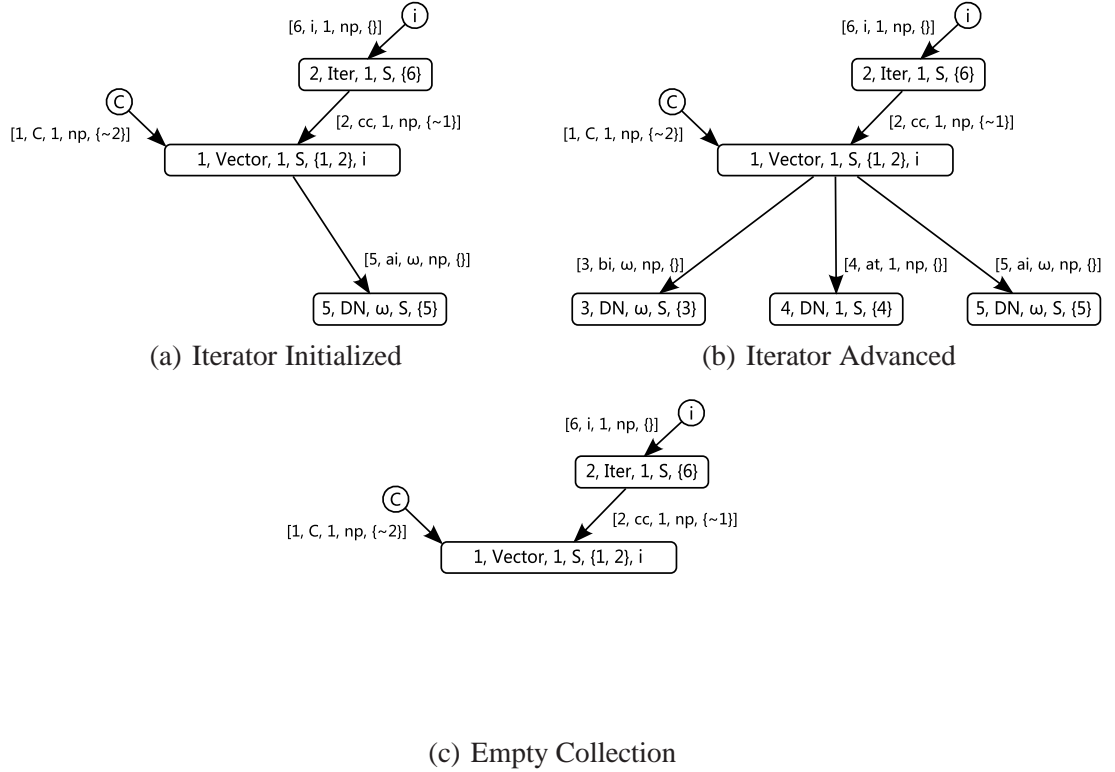 i
[6, i, 1, np, {}]
2, Iter, 1, S, {6}
C
[2, cc, 1, np, {~1}]
[1, C, 1, np, {~2}]
1, Vector, 1, S, {1, 2}, i
[5, ai, ω, np, {}]
5, DN, ω, S, {5}
(a) Iterator Initialized
i
[6, i, 1, np, {}]
2, Iter, 1, S, {6}
C
[2, cc, 1, np, {~1}]
[1, C, 1, np, {~2}]
1, Vector, 1, S, {1, 2}, i
[3, bi, ω, np, {}]
[4, at, 1, np, {}]
[5, ai, ω, np, {}]
3, DN, ω, S, {3}
4, DN, 1, S, {4}
5, DN, ω, S, {5}
(b) Iterator Advanced
i
[6, i, 1, np, {}]
2, Iter, 1, S, {6}
C
[2, cc, 1, np, {~1}]
[1, C, 1, np, {~2}]
1, Vector, 1, S, {1, 2}, i
(c) Empty Collection